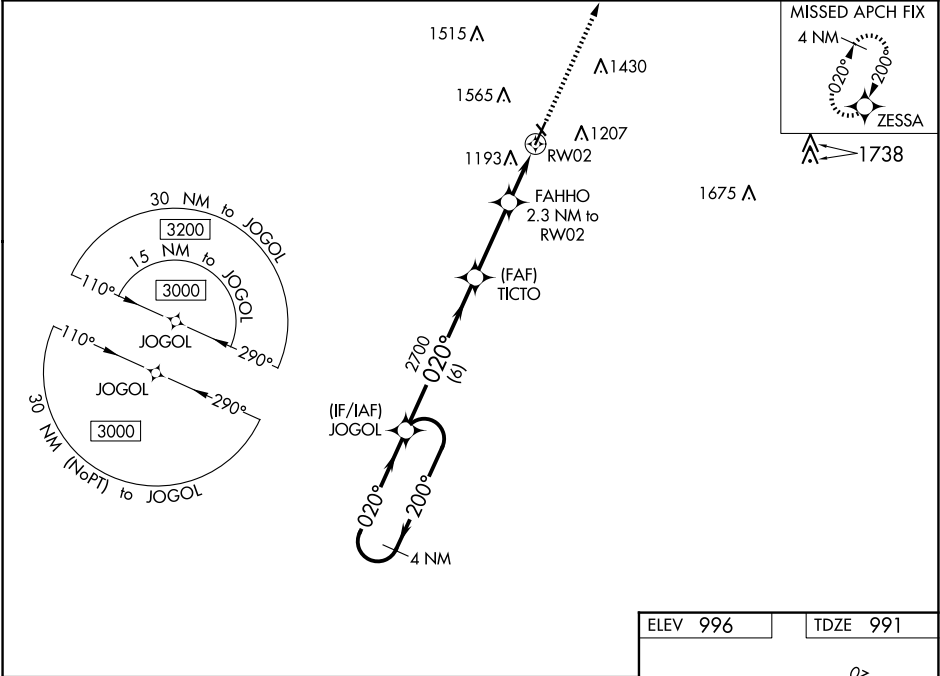 MISSED APCH FIX
4 NM
020°
200°
ZESSA
1515
1430
1565
1207
1193
RW02
1738
1675
FAHHO
2.3 NM to
RW02
(FAF)
TICTO
2700
020°
(6)
(IF/IAF)
JOGOL
020°
200°
4 NM
30 NM to JOGOL
3200
15 NM to JOGOL
3000
110°
JOGOL
290°
110°
JOGOL
290°
3000
30 NM (NoPT) to JOGOL
ELEV 996
TDZE 991